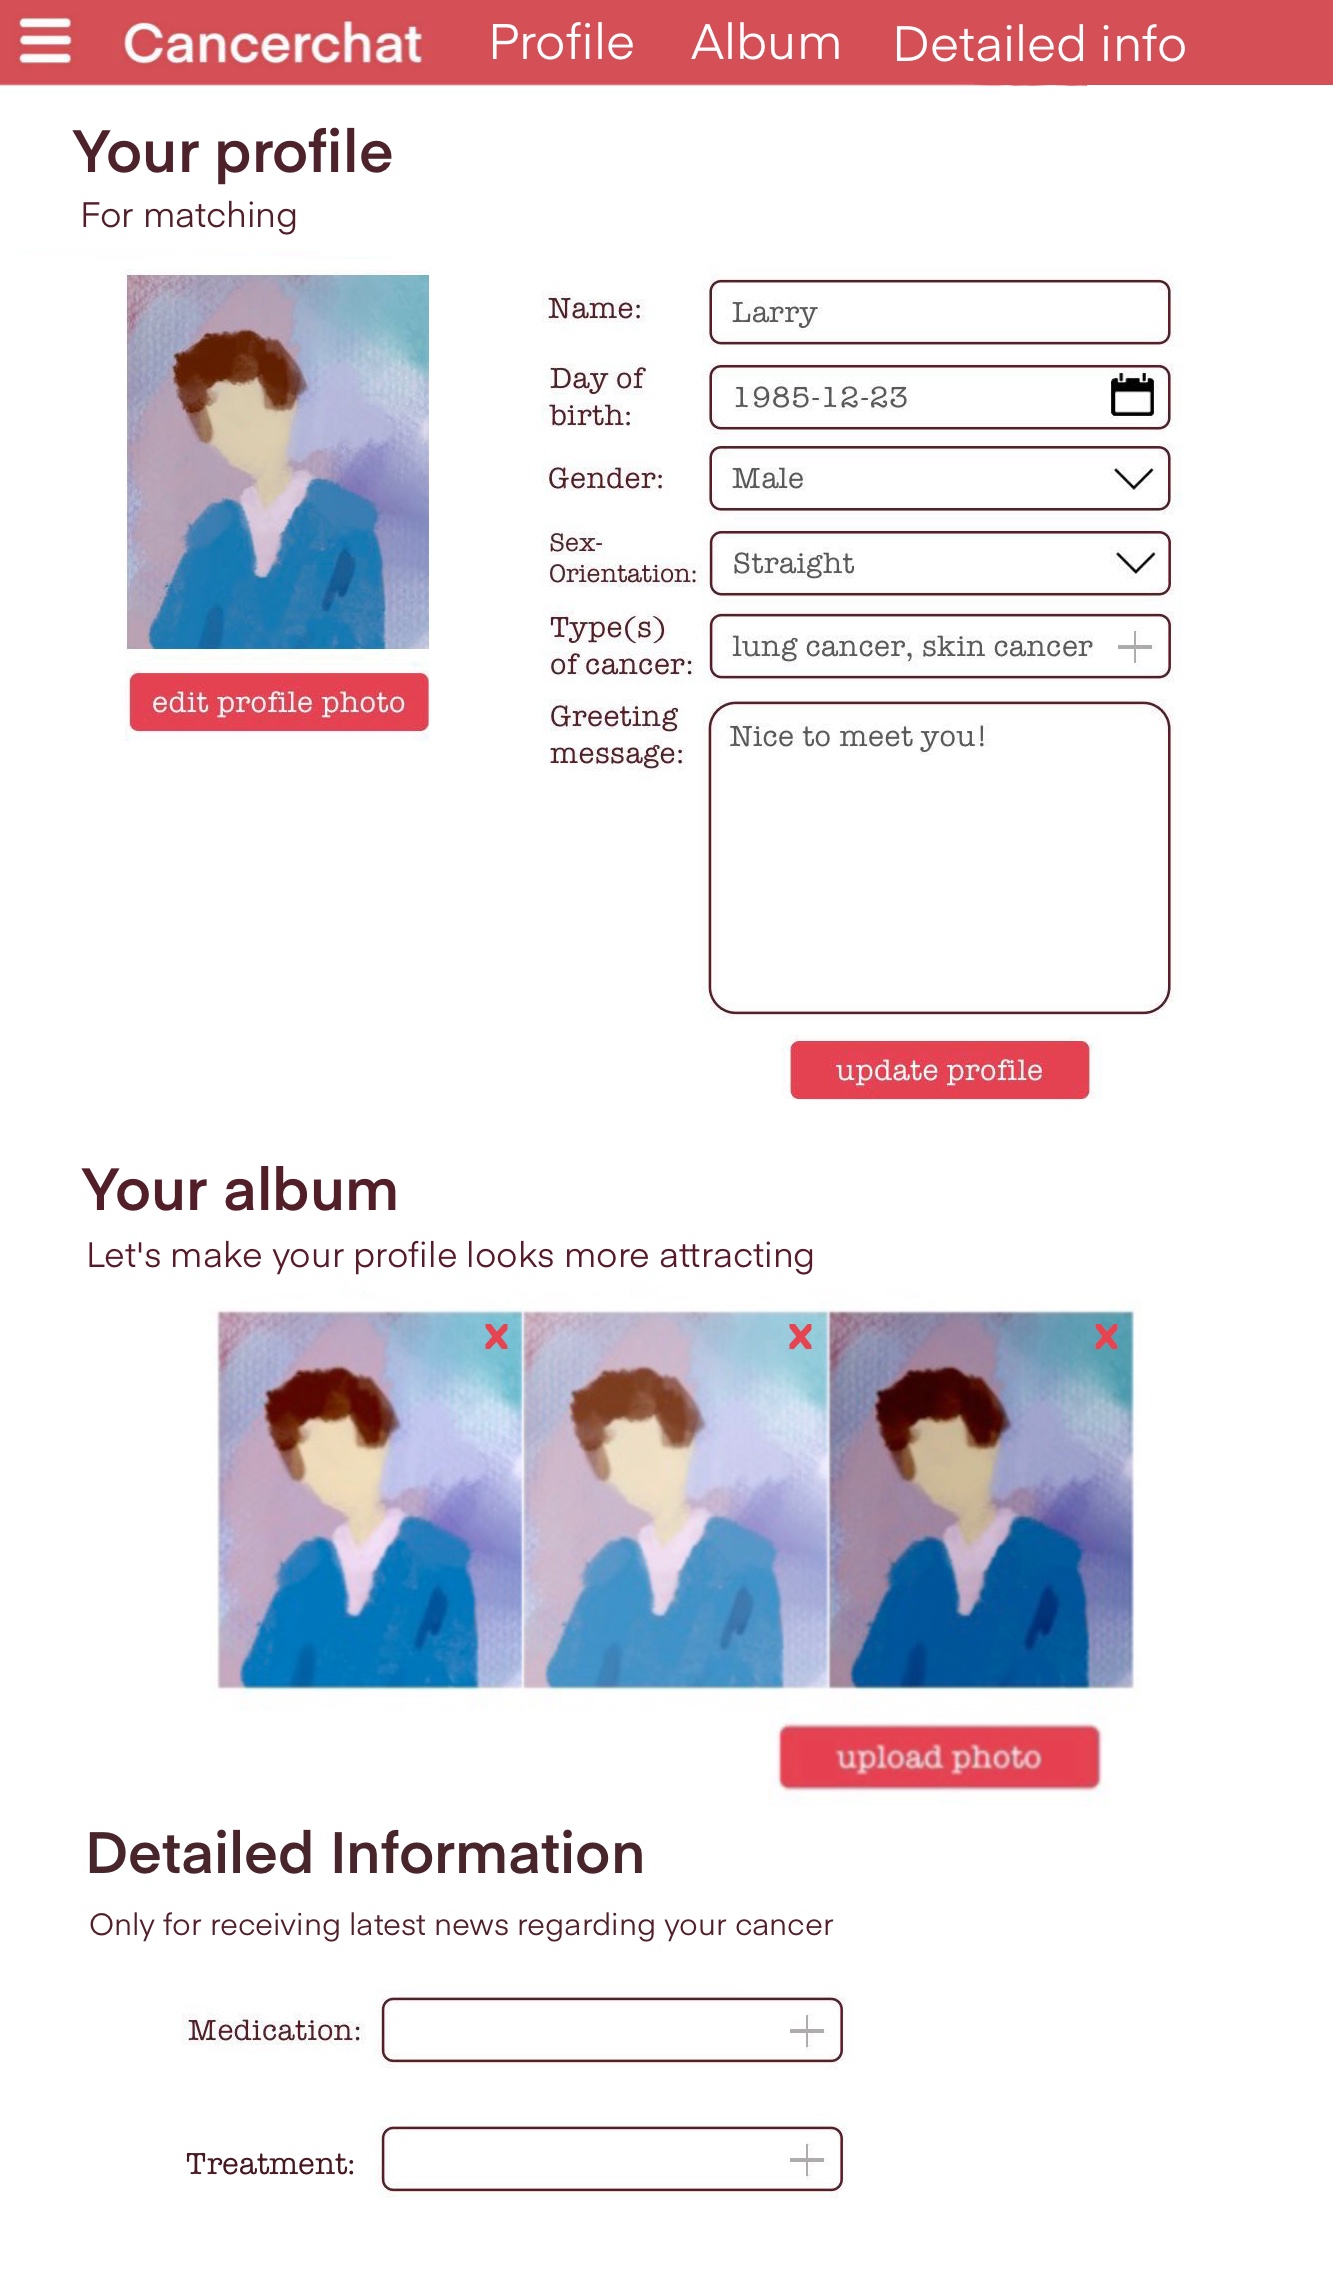 Cancerchat Profile Album Detailed info
Your profile
For matching
Name: Larry
Day of
birth: 1985-12-23
Gender: Male
Sex-
Orientation: Straight
Type(s)
of cancer: lung cancer, skin cancer
edit profile photo
Greeting
message: Nice to meet you!
update profile
Your album
Let's make your profile looks more attracting
X X X
upload photo
Detailed Information
Only for receiving latest news regarding your cancer
Medication:
Treatment: